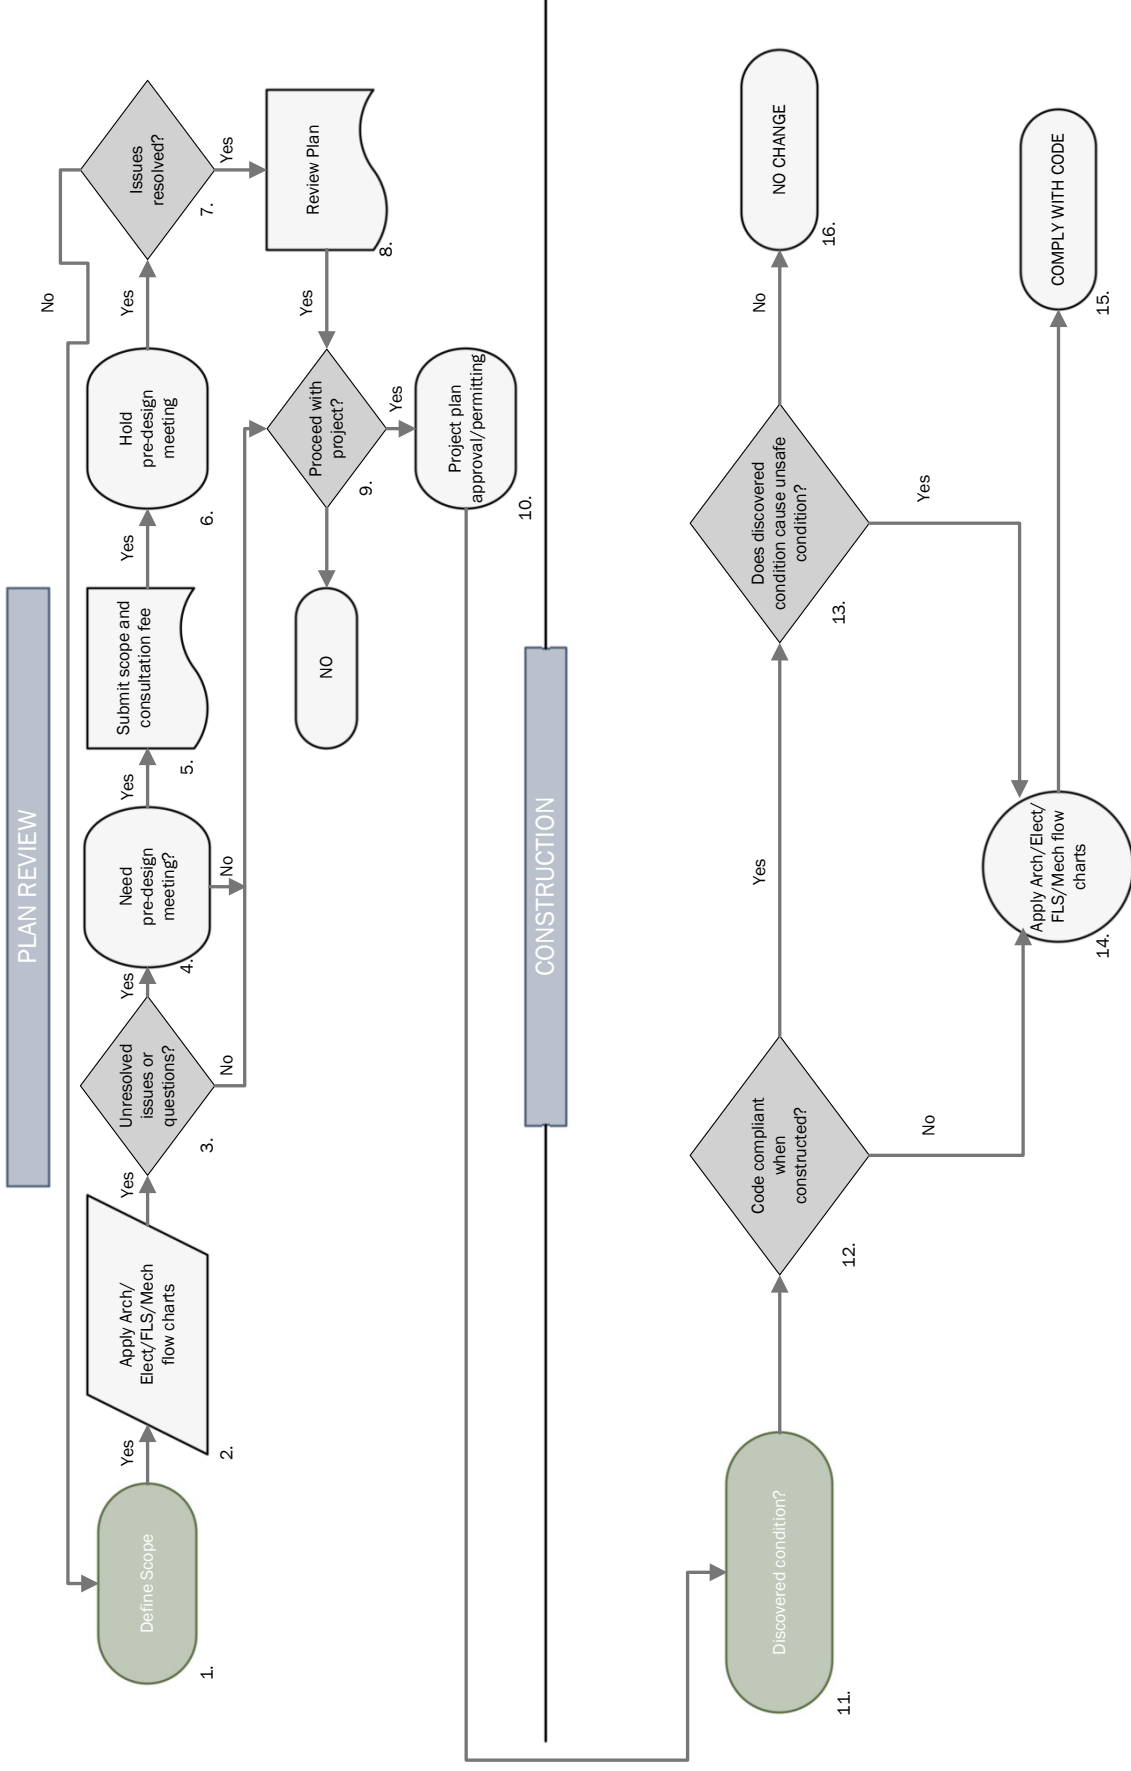 PLAN REVIEW
Define Scope
1.
Yes
Apply Arch/
Elect/FLS/Mech
flow charts
2.
Yes
Unresolved
issues or
questions?
3.
Yes
No
Need
pre-design
meeting?
4.
No
Yes
Submit scope and
consultation fee
5.
Yes
Hold
pre-design
meeting
6.
Yes
No
Issues
resolved?
7.
Yes
Review Plan
8.
Yes
Proceed with
project?
9.
NO
Yes
Project plan
approval/permitting
10.
CONSTRUCTION
Discovered condition?
11.
Code compliant
when
constructed?
12.
Yes
No
Does discovered
condition cause unsafe
condition?
13.
No
Yes
NO CHANGE
16.
Apply Arch/Elect/
FLS/Mech flow
charts
14.
COMPLY WITH CODE
15.